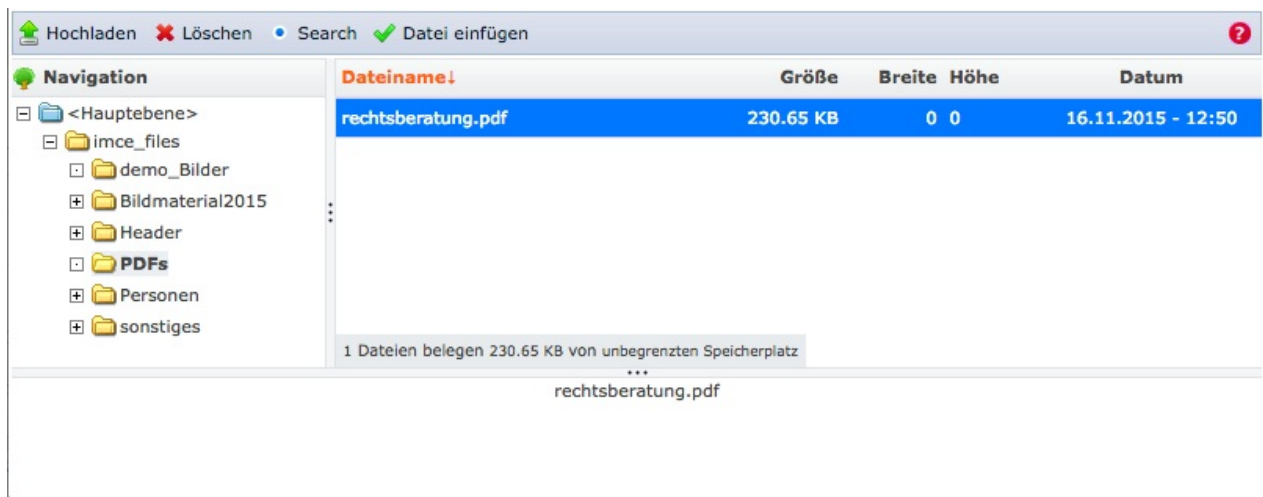 Hochladen Löschen Search Datei einfügen ?
Navigation
<Hauptebene>
imce_files
demo_Bilder
Bildmaterial2015
Header
PDFs
Personen
sonstiges
Dateiname↓ Größe Breite Höhe Datum
rechtsberatung.pdf 230.65 KB 0 0 16.11.2015 - 12:50
1 Dateien belegen 230.65 KB von unbegrenzten Speicherplatz
rechtsberatung.pdf